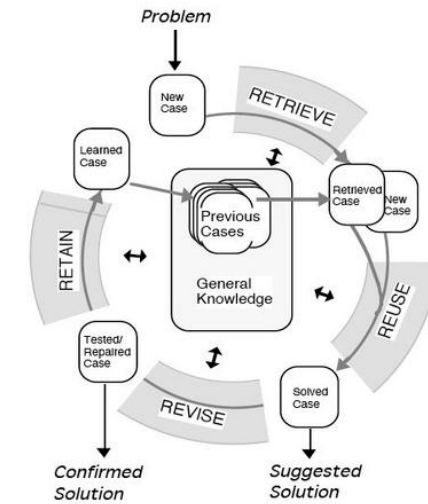 Problem
New
Case
RETRIEVE
Learned
Case
Retrieved
Case
New
Case
Previous
Cases
General
Knowledge
RETAIN
REUSE
Tested/
Repaired
Case
REVISE
Solved
Case
Confirmed
Solution
Suggested
Solution